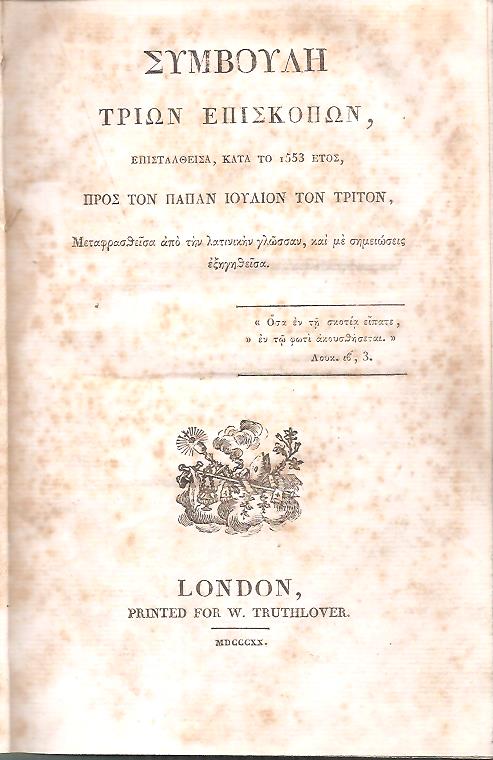 ΣΥΜΒΟΥΛΗ
ΤΡΙΩΝ ΕΠΙΣΚΟΠΩΝ,
ΕΠΙΣΤΑΛΘΕΙΣΑ, ΚΑΤΑ ΤΟ 1553 ΕΤΟΣ,
ΠΡΟΣ ΤΟΝ ΠΑΠΑΝ ΙΟΥΛΙΟΝ ΤΟΝ ΤΡΙΤΟΝ,
Μεταφρασθεῖσα ἀπὸ τὴν λατινικὴν γλῶσσαν, καὶ μὲ σημειώσεις
ἐξηγηθεῖσα.
« Ὅσα ἐν τῇ σκοτίᾳ εἴπατε,
» ἐν τῷ φωτὶ ἀκουσθήσεται. »
Λουκ. ιϐ', 3.
LONDON,
PRINTED FOR W. TRUTHLOVER.
MDCCCXX.